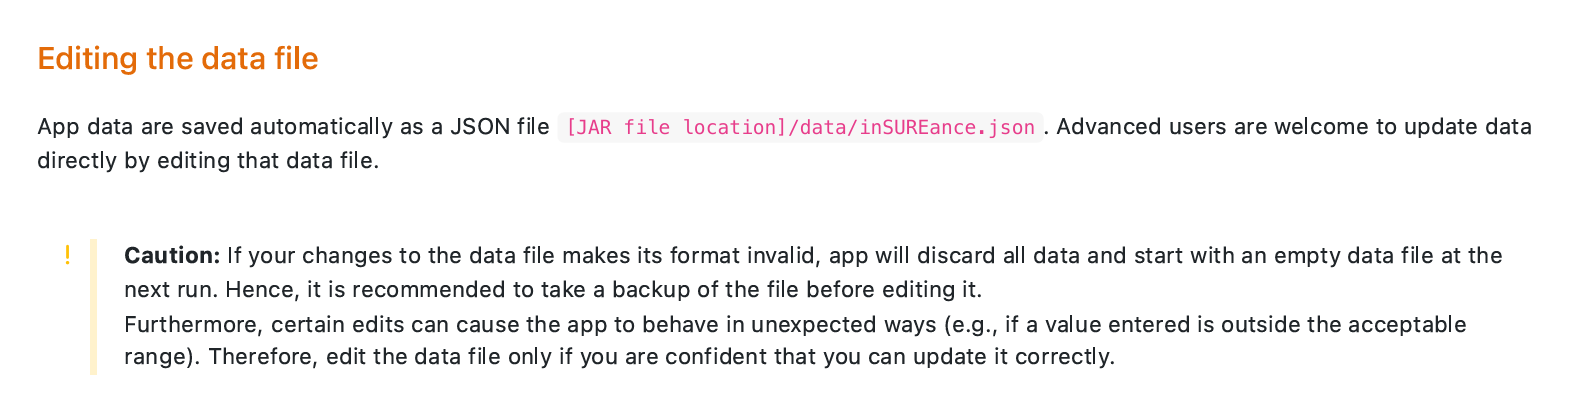 Editing the data file
App data are saved automatically as a JSON file [JAR file location]/data/inSUREance.json. Advanced users are welcome to update data
directly by editing that data file.
! Caution: If your changes to the data file makes its format invalid, app will discard all data and start with an empty data file at the
next run. Hence, it is recommended to take a backup of the file before editing it.
Furthermore, certain edits can cause the app to behave in unexpected ways (e.g., if a value entered is outside the acceptable
range). Therefore, edit the data file only if you are confident that you can update it correctly.